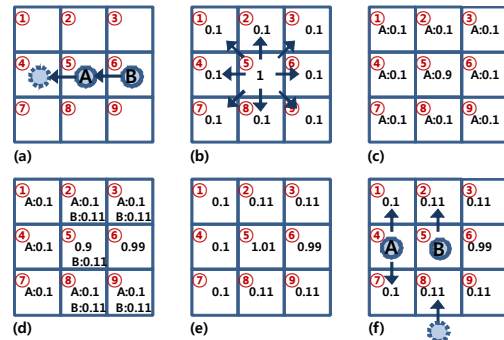 ① ② ③
④ ⑤ A ⑥ B
⑦ ⑧ ⑨
(a)
① 0.1 ② 0.1 ③ 0.1
④ 0.1 ⑤ 1 ⑥ 0.1
⑦ 0.1 ⑧ 0.1 ⑨ 0.1
(b)
① A:0.1 ② A:0.1 ③ A:0.1
④ A:0.1 ⑤ A:0.9 ⑥ A:0.1
⑦ A:0.1 ⑧ A:0.1 ⑨ A:0.1
(c)
① A:0.1 ② A:0.1 ③ A:0.1
B:0.11 B:0.11
④ A:0.1 ⑤ 0.9 ⑥ 0.99
B:0.11
⑦ A:0.1 ⑧ A:0.1 ⑨ A:0.1
B:0.11 B:0.11
(d)
① 0.1 ② 0.11 ③ 0.11
④ 0.1 ⑤ 1.01 ⑥ 0.99
⑦ 0.1 ⑧ 0.11 ⑨ 0.11
(e)
① 0.1 ② 0.11 ③ 0.11
④ A ⑤ B ⑥ 0.99
⑦ 0.1 ⑧ 0.11 ⑨ 0.11
(f)